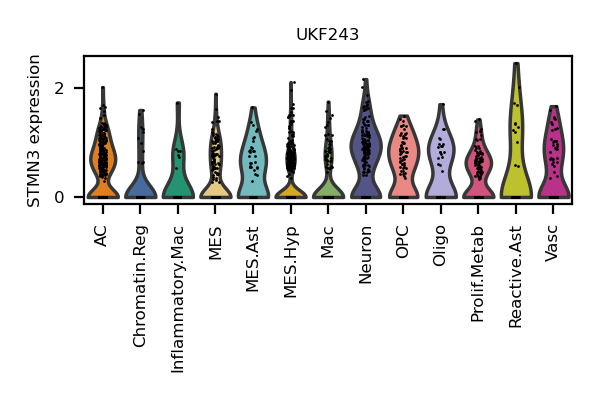 UKF243
STMN3 expression
2
0
AC
Chromatin.Reg
Inflammatory.Mac
MES
MES.Ast
MES.Hyp
Mac
Neuron
OPC
Oligo
Prolif.Metab
Reactive.Ast
Vasc